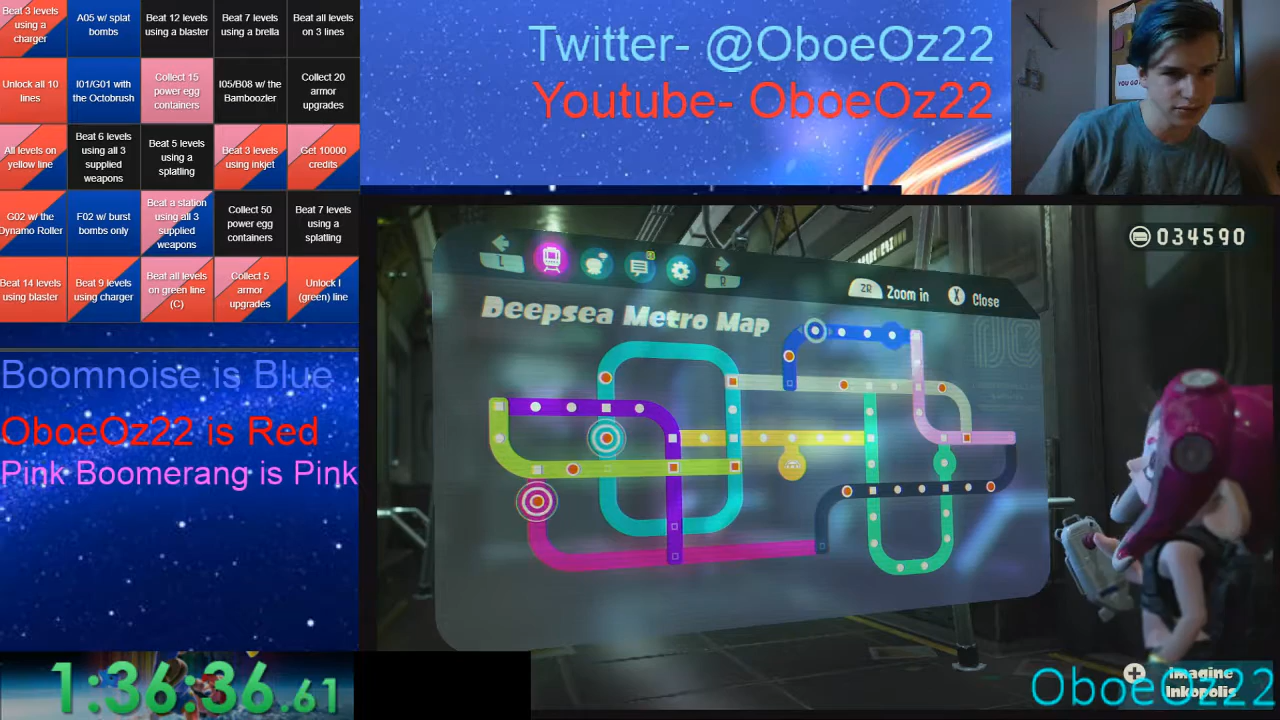 Beat 3 levels
using a
charger
A05 w/ splat
bombs
Beat 12 levels
using a blaster
Beat 7 levels
using a brella
Beat all levels
on 3 lines
Unlock all 10
lines
I01/G01 with
the Octobrush
Collect 15
power egg
containers
I05/B08 w/ the
Bamboozler
Collect 20
armor
upgrades
All levels on
yellow line
Beat 6 levels
using all 3
supplied
weapons
Beat 5 levels
using a
splatling
Beat 3 levels
using inkjet
Get 10000
credits
G02 w/ the
Dynamo Roller
F02 w/ burst
bombs only
Beat a station
using all 3
supplied
weapons
Collect 50
power egg
containers
Beat 7 levels
using a
splatling
Beat 14 levels
using blaster
Beat 9 levels
using charger
Beat all levels
on green line
(C)
Collect 5
armor
upgrades
Unlock I
(green) line
Boomnoise is Blue
OboeOz22 is Red
Pink Boomerang is Pink
1:36:36.61
Twitter- @OboeOz22
Youtube- OboeOz22
YOU GO
034590
L
R
ZR Zoom in
X Close
Deepsea Metro Map
Imagine
Inkopolis
OboeOz22